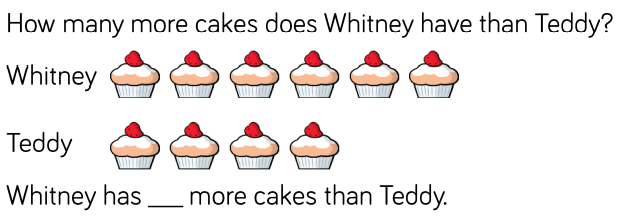 How many more cakes does Whitney have than Teddy?
Whitney
Teddy
Whitney has ___ more cakes than Teddy.